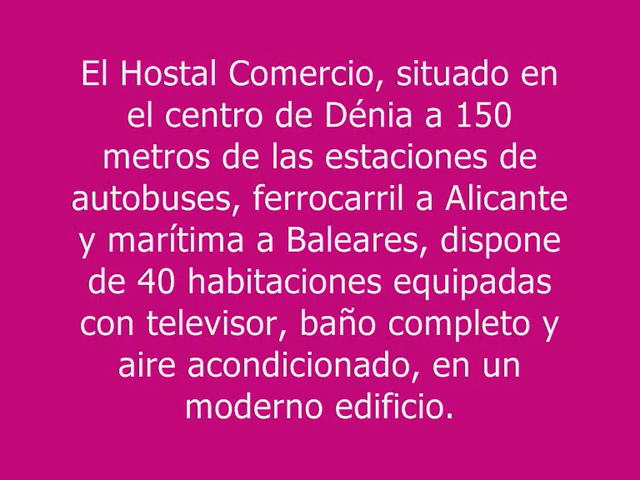 El Hostal Comercio, situado en
el centro de Dénia a 150
metros de las estaciones de
autobuses, ferrocarril a Alicante
y marítima a Baleares, dispone
de 40 habitaciones equipadas
con televisor, baño completo y
aire acondicionado, en un
moderno edificio.